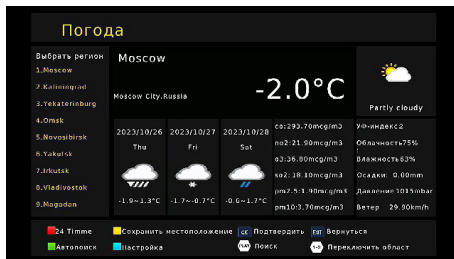 Погода
Выбрать регион
1.Moscow
2.Kaliningrad
3.Yekaterinburg
4.Omsk
5.Novosibirsk
6.Yakutsk
7.Irkutsk
8.Vladivostok
9.Magadan
Moscow
Moscow City,Russia
-2.0°C
Partly cloudy
2023/10/26 2023/10/27 2023/10/28
Thu Fri Sat
-1.9~1.3°C -1.7~-0.7°C -0.6~1.7°C
co:293.70mcg/m3
no2:21.90mcg/m3
o3:36.80mcg/m3
so2:18.10mcg/m3
pm2.5:1.90mcg/m3
pm10:3.70mcg/m3
УФ-индекс2
Облачность75%
Влажность63%
Осадки: 0.00mm
Давление1015mbar
Ветер 29.90km/h
24 Timme Сохранить местоположение OK Подтвердить EXIT Вернуться
Автопоиск Настройка PLAY Поиск 1-9 Переключить област